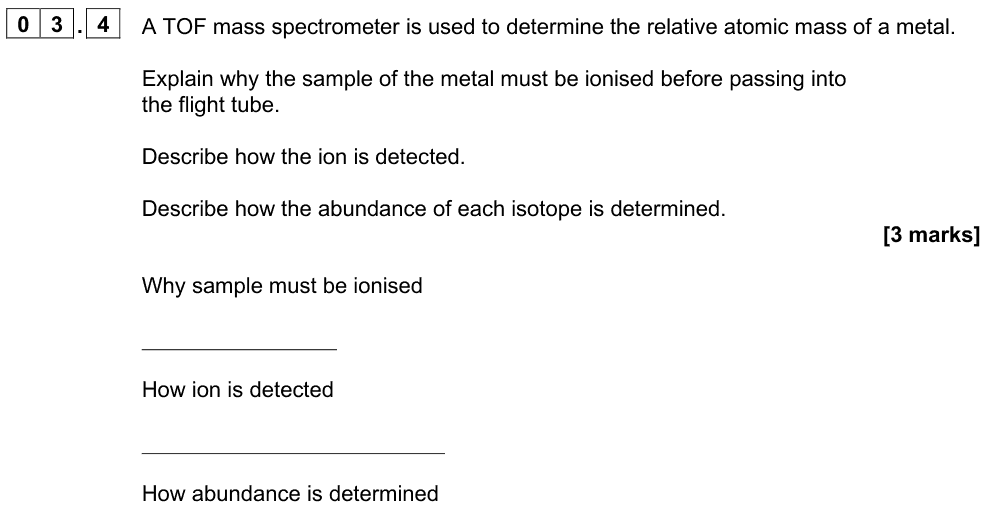 03.4 A TOF mass spectrometer is used to determine the relative atomic mass of a metal.
Explain why the sample of the metal must be ionised before passing into
the flight tube.
Describe how the ion is detected.
Describe how the abundance of each isotope is determined.
[3 marks]
Why sample must be ionised
How ion is detected
How abundance is determined